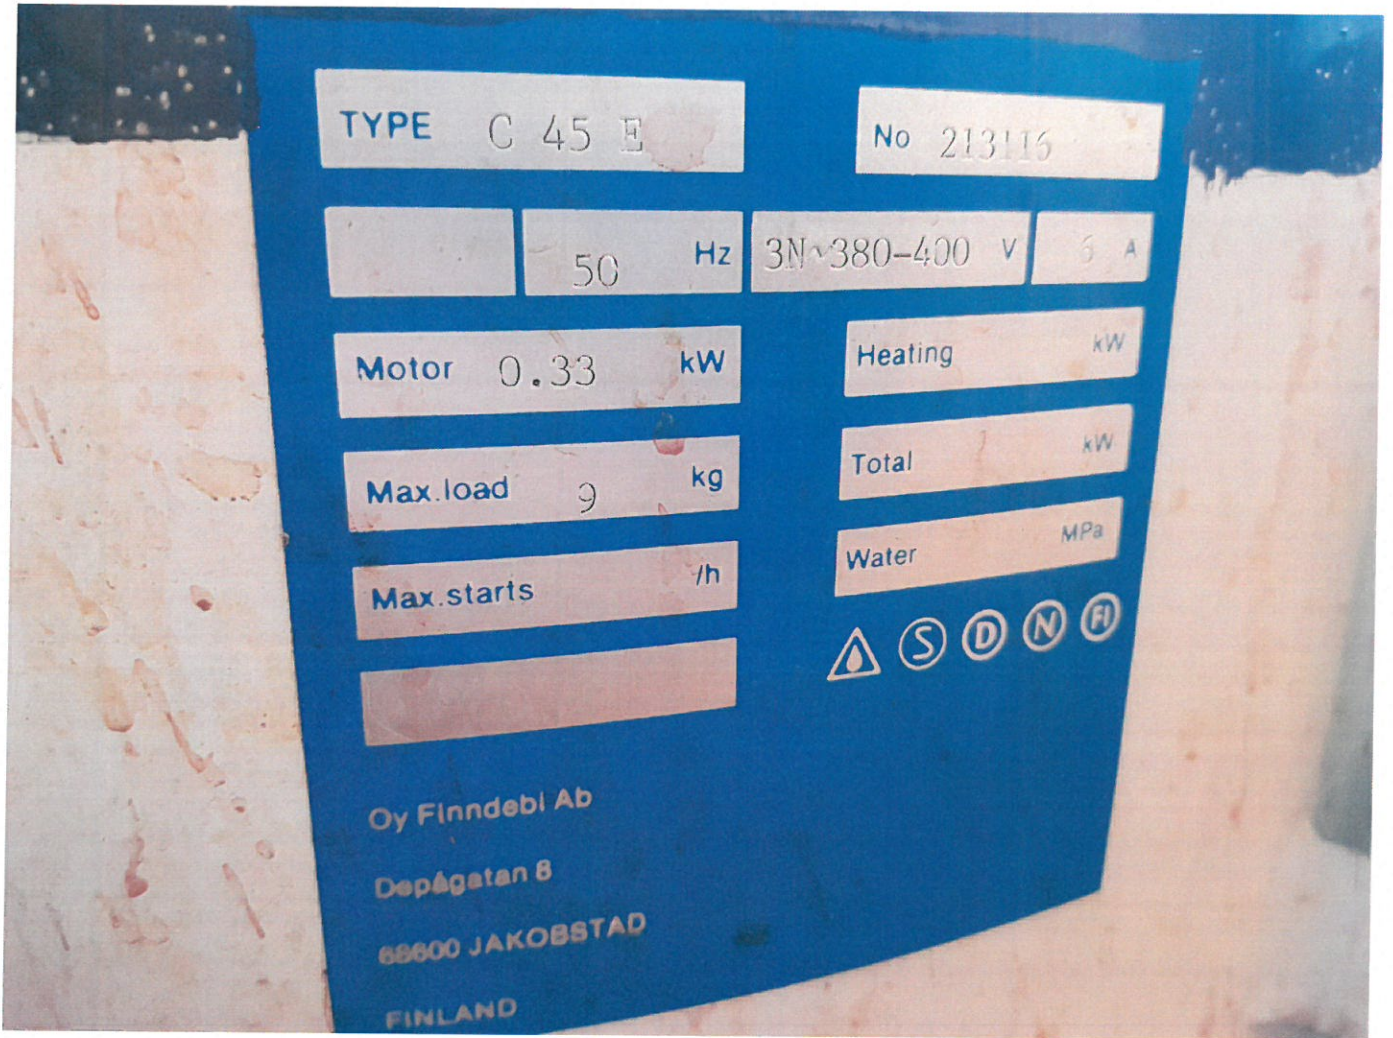 TYPE C 45 E
No 213116
50 Hz
3N~380-400 V
6 A
Motor 0.33 kW
Heating kW
Max.load 9 kg
Total kW
Max.starts /h
Water MPa
S D N FI
Oy Finndebi Ab
Depågatan 8
68600 JAKOBSTAD
FINLAND